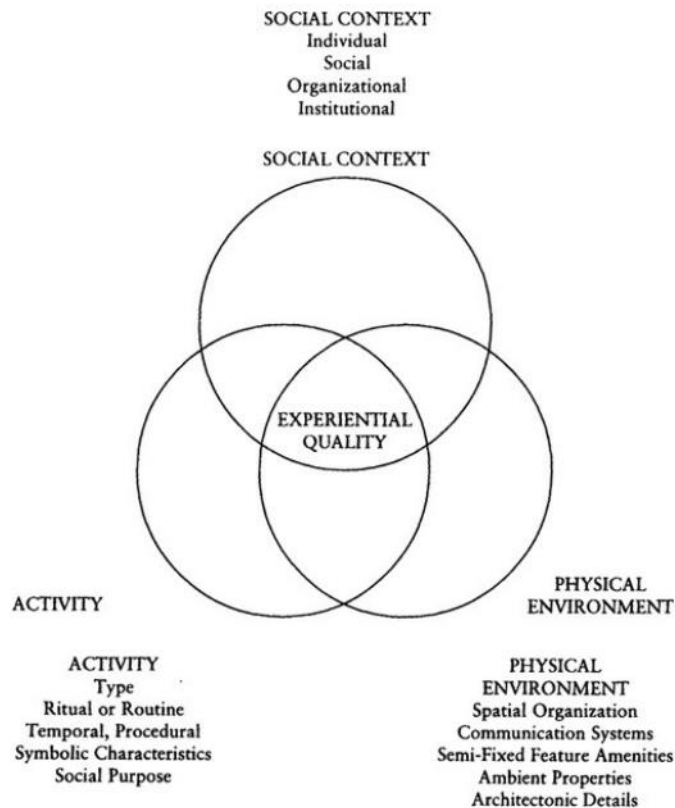 SOCIAL CONTEXT
Individual
Social
Organizational
Institutional
SOCIAL CONTEXT
EXPERIENTIAL
QUALITY
ACTIVITY
PHYSICAL
ENVIRONMENT
ACTIVITY
Type
Ritual or Routine
Temporal, Procedural
Symbolic Characteristics
Social Purpose
PHYSICAL
ENVIRONMENT
Spatial Organization
Communication Systems
Semi-Fixed Feature Amenities
Ambient Properties
Architectonic Details